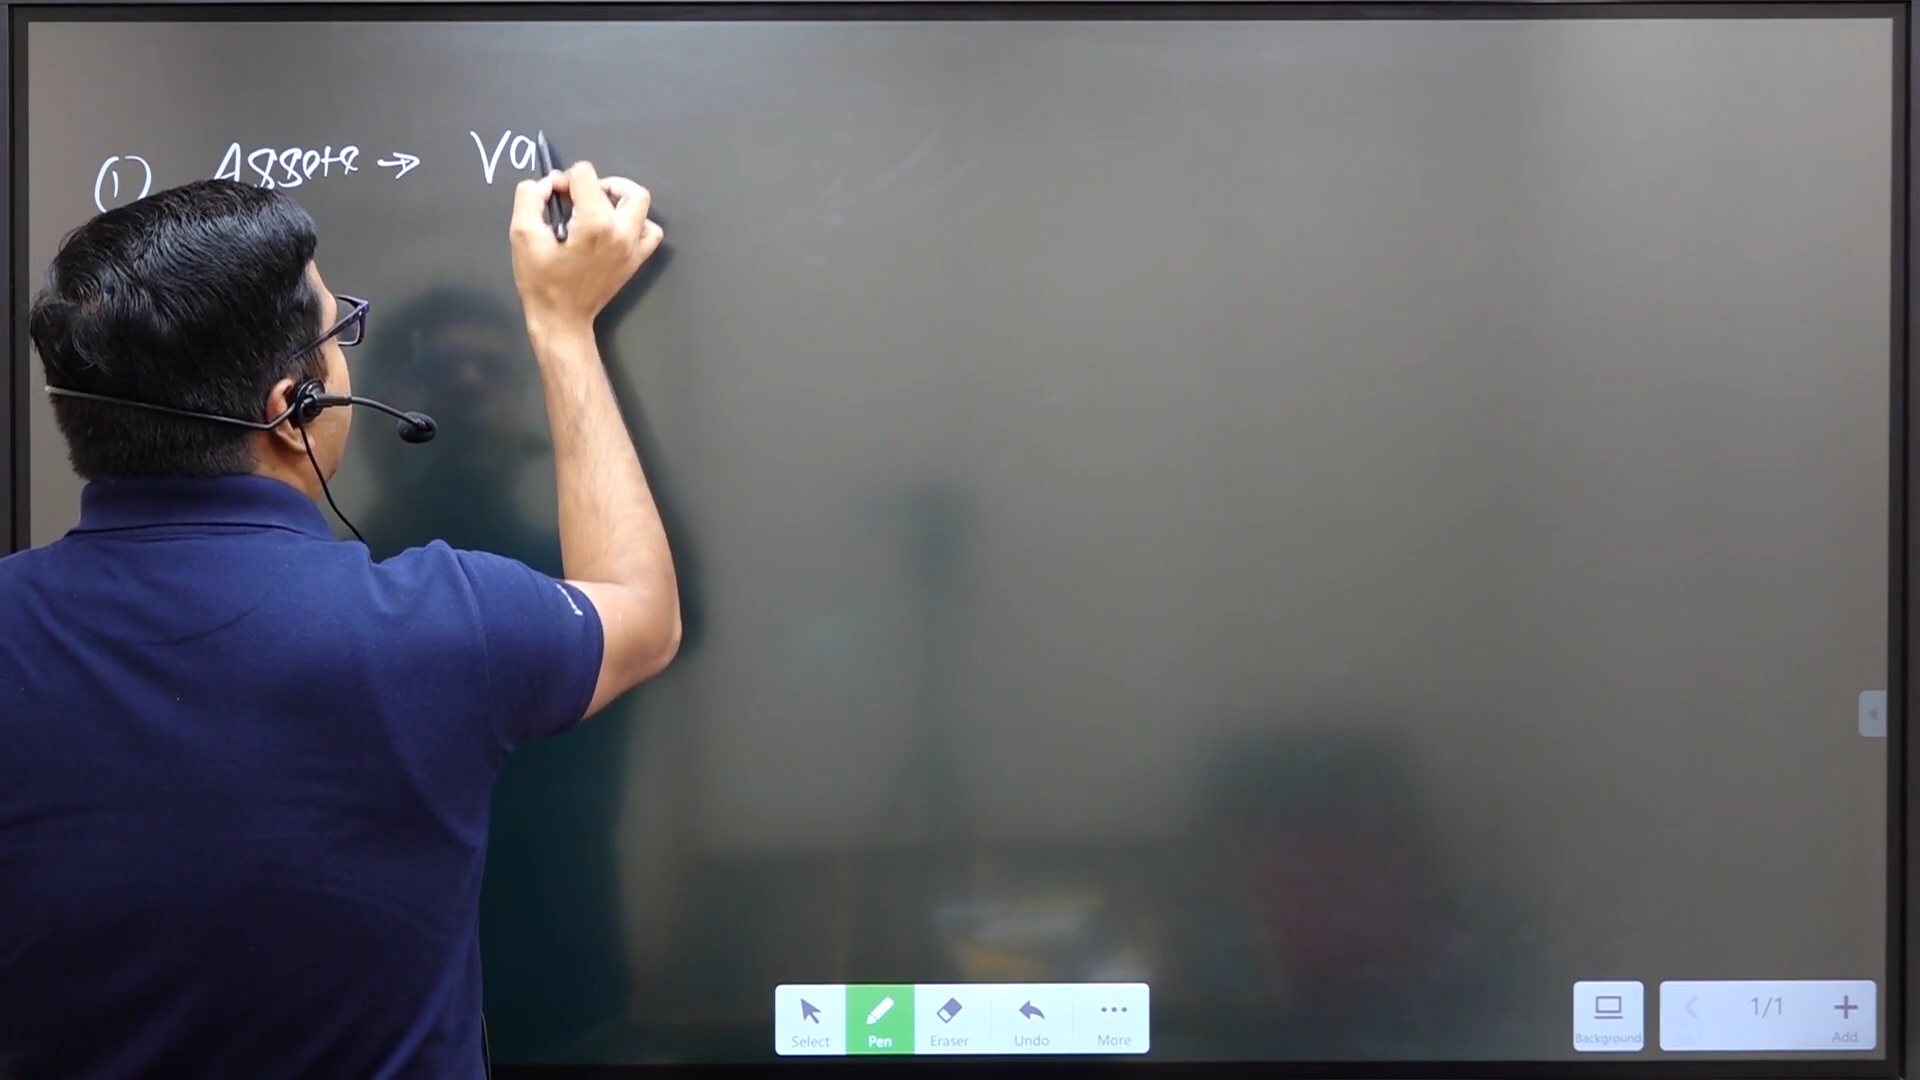 ① Assets → Va
Select Pen Eraser Undo More
Background 1/1 Add